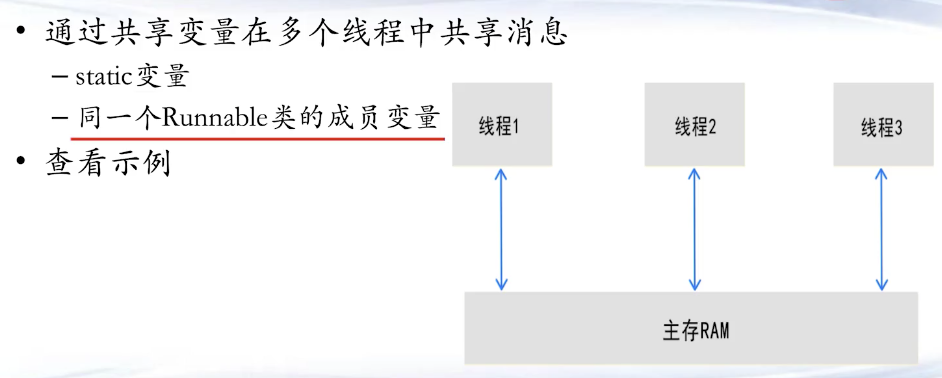 • 通过共享变量在多个线程中共享消息
– static变量
– 同一个Runnable类的成员变量
• 查看示例
线程1
线程2
线程3
主存RAM